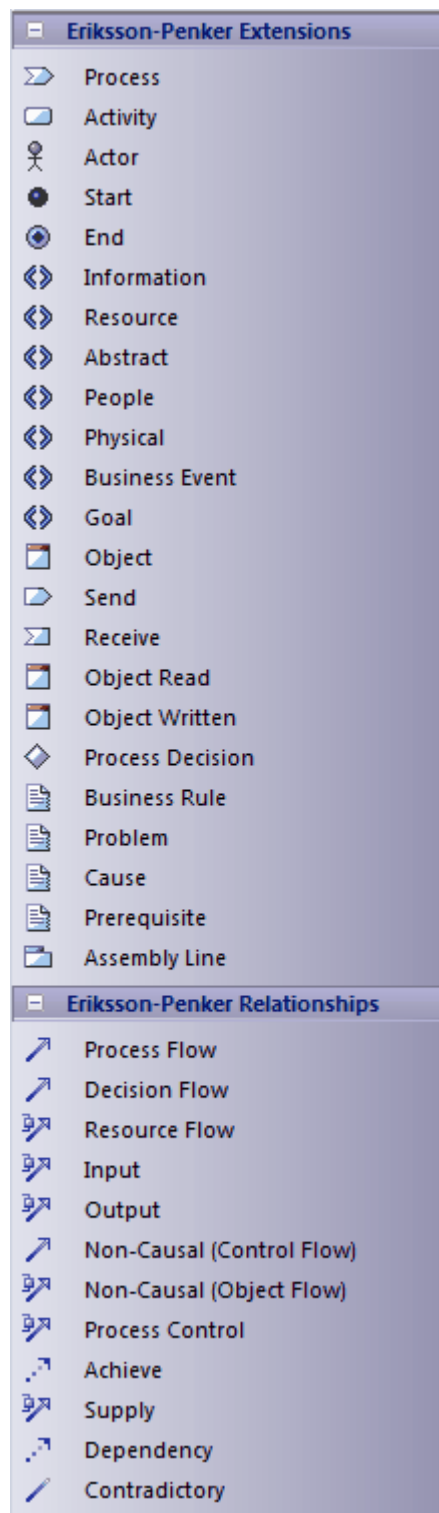 Eriksson-Penker Extensions
Process
Activity
Actor
Start
End
Information
Resource
Abstract
People
Physical
Business Event
Goal
Object
Send
Receive
Object Read
Object Written
Process Decision
Business Rule
Problem
Cause
Prerequisite
Assembly Line
Eriksson-Penker Relationships
Process Flow
Decision Flow
Resource Flow
Input
Output
Non-Causal (Control Flow)
Non-Causal (Object Flow)
Process Control
Achieve
Supply
Dependency
Contradictory